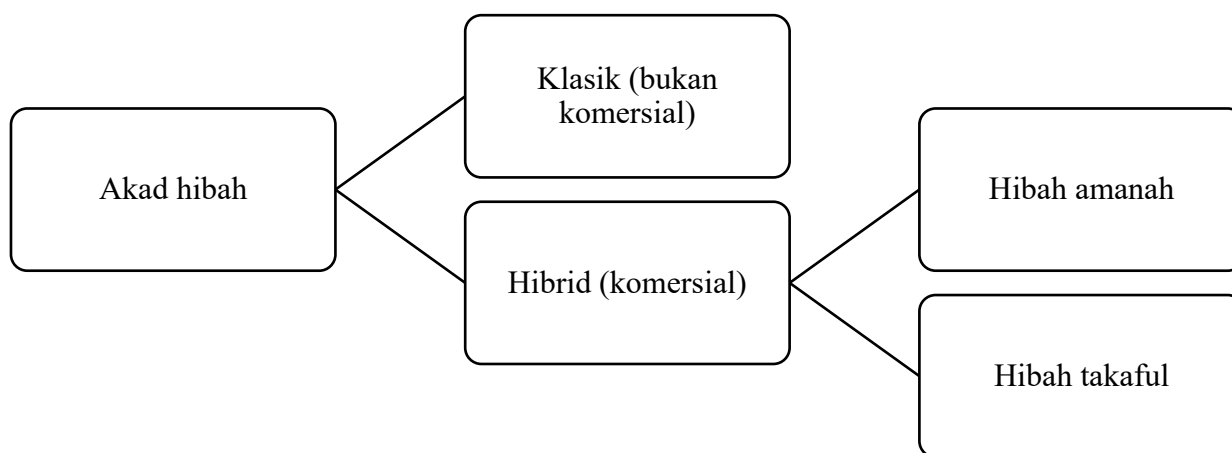 Akad hibah
Klasik (bukan
komersial)
Hibrid (komersial)
Hibah amanah
Hibah takaful